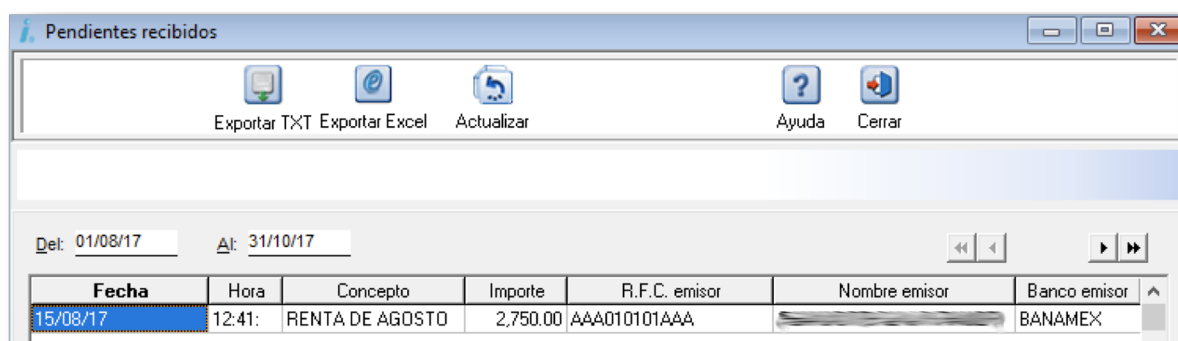 Pendientes recibidos
Exportar TXT Exportar Excel Actualizar Ayuda Cerrar
Del: 01/08/17 Al: 31/10/17
Fecha Hora Concepto Importe R.F.C. emisor Nombre emisor Banco emisor
15/08/17 12:41: RENTA DE AGOSTO 2,750.00 AAA010101AAA BANAMEX